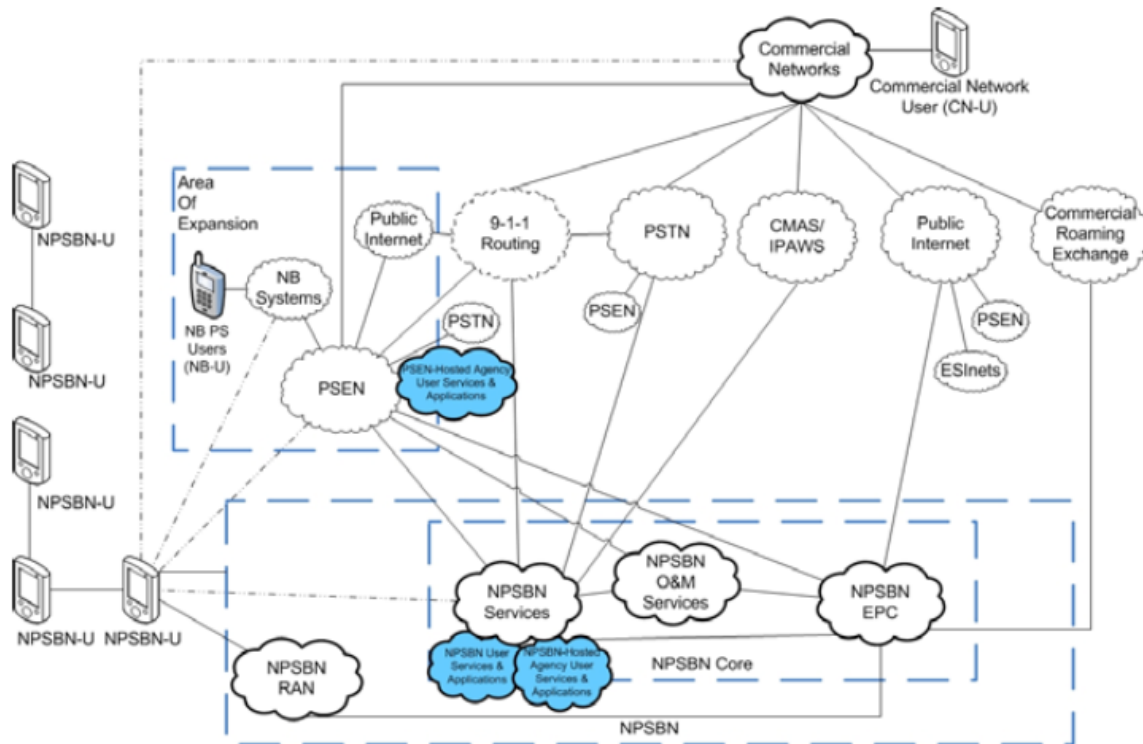 Commercial
Networks
Commercial Network
User (CN-U)
NPSBN-U
NPSBN-U
NPSBN-U
NPSBN-U
NPSBN-U
Area
Of
Expansion
Public
Internet
NB
Systems
NB PS
Users
(NB-U)
PSTN
PSEN
PSEN-Hosted Agency
User Services &
Applications
9-1-1
Routing
PSTN
PSEN
CMAS/
IPAWS
Public
Internet
PSEN
ESInets
Commercial
Roaming
Exchange
NPSBN
Services
NPSBN
O&M
Services
NPSBN
EPC
NPSBN User
Services &
Applications
NPSBN-Hosted
Agency User
Services &
Applications
NPSBN Core
NPSBN
RAN
NPSBN